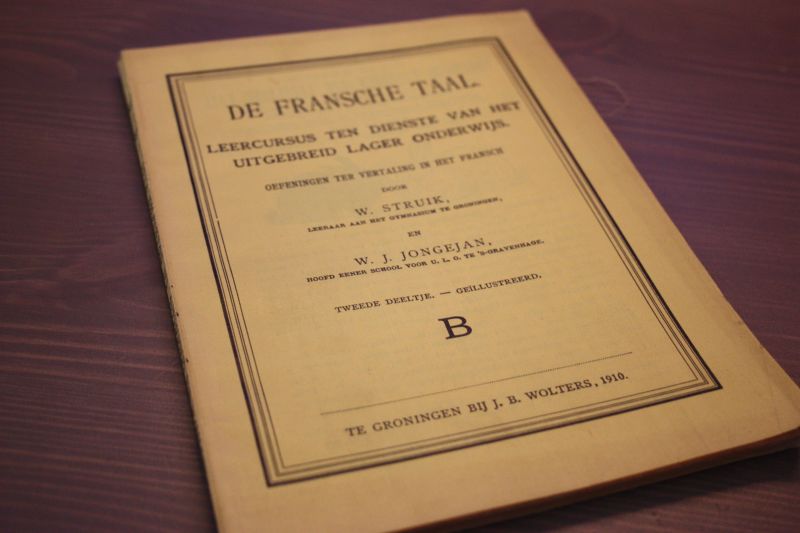 DE FRANSCHE TAAL.
LEERCURSUS TEN DIENSTE VAN HET
UITGEBREID LAGER ONDERWIJS.
OEFENINGEN TER VERTALING IN HET FRANSCH
DOOR
W. STRUIK,
LEERAAR AAN HET GYMNASIUM TE GRONINGEN,
EN
W. J. JONGEJAN,
HOOFD EENER SCHOOL VOOR U. L. O. TE 'S-GRAVENHAGE.
TWEEDE DEELTJE. — GEÏLLUSTREERD,
B
TE GRONINGEN BIJ J. B. WOLTERS, 1910.